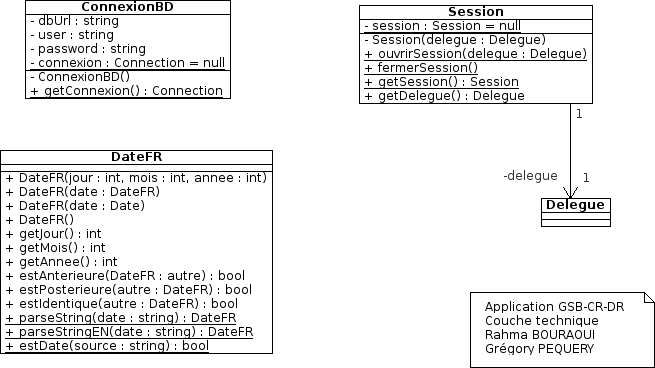 ConnexionBD
- dbUrl : string
- user : string
- password : string
- connexion : Connection = null
- ConnexionBD()
+ getConnexion() : Connection
Session
- session : Session = null
- Session(delegue : Delegue)
+ ouvrirSession(delegue : Delegue)
+ fermerSession()
+ getSession() : Session
+ getDelegue() : Delegue
1
-delegue
1
Delegue
DateFR
+ DateFR(jour : int, mois : int, annee : int)
+ DateFR(date : DateFR)
+ DateFR(date : Date)
+ DateFR()
+ getJour() : int
+ getMois() : int
+ getAnnee() : int
+ estAnterieure(DateFR : autre) : bool
+ estPosterieure(autre : DateFR) : bool
+ estIdentique(autre : DateFR) : bool
+ parseString(date : string) : DateFR
+ parseStringEN(date : string) : DateFR
+ estDate(source : string) : bool
Application GSB-CR-DR
Couche technique
Rahma BOURAOUI
Grégory PEQUERY